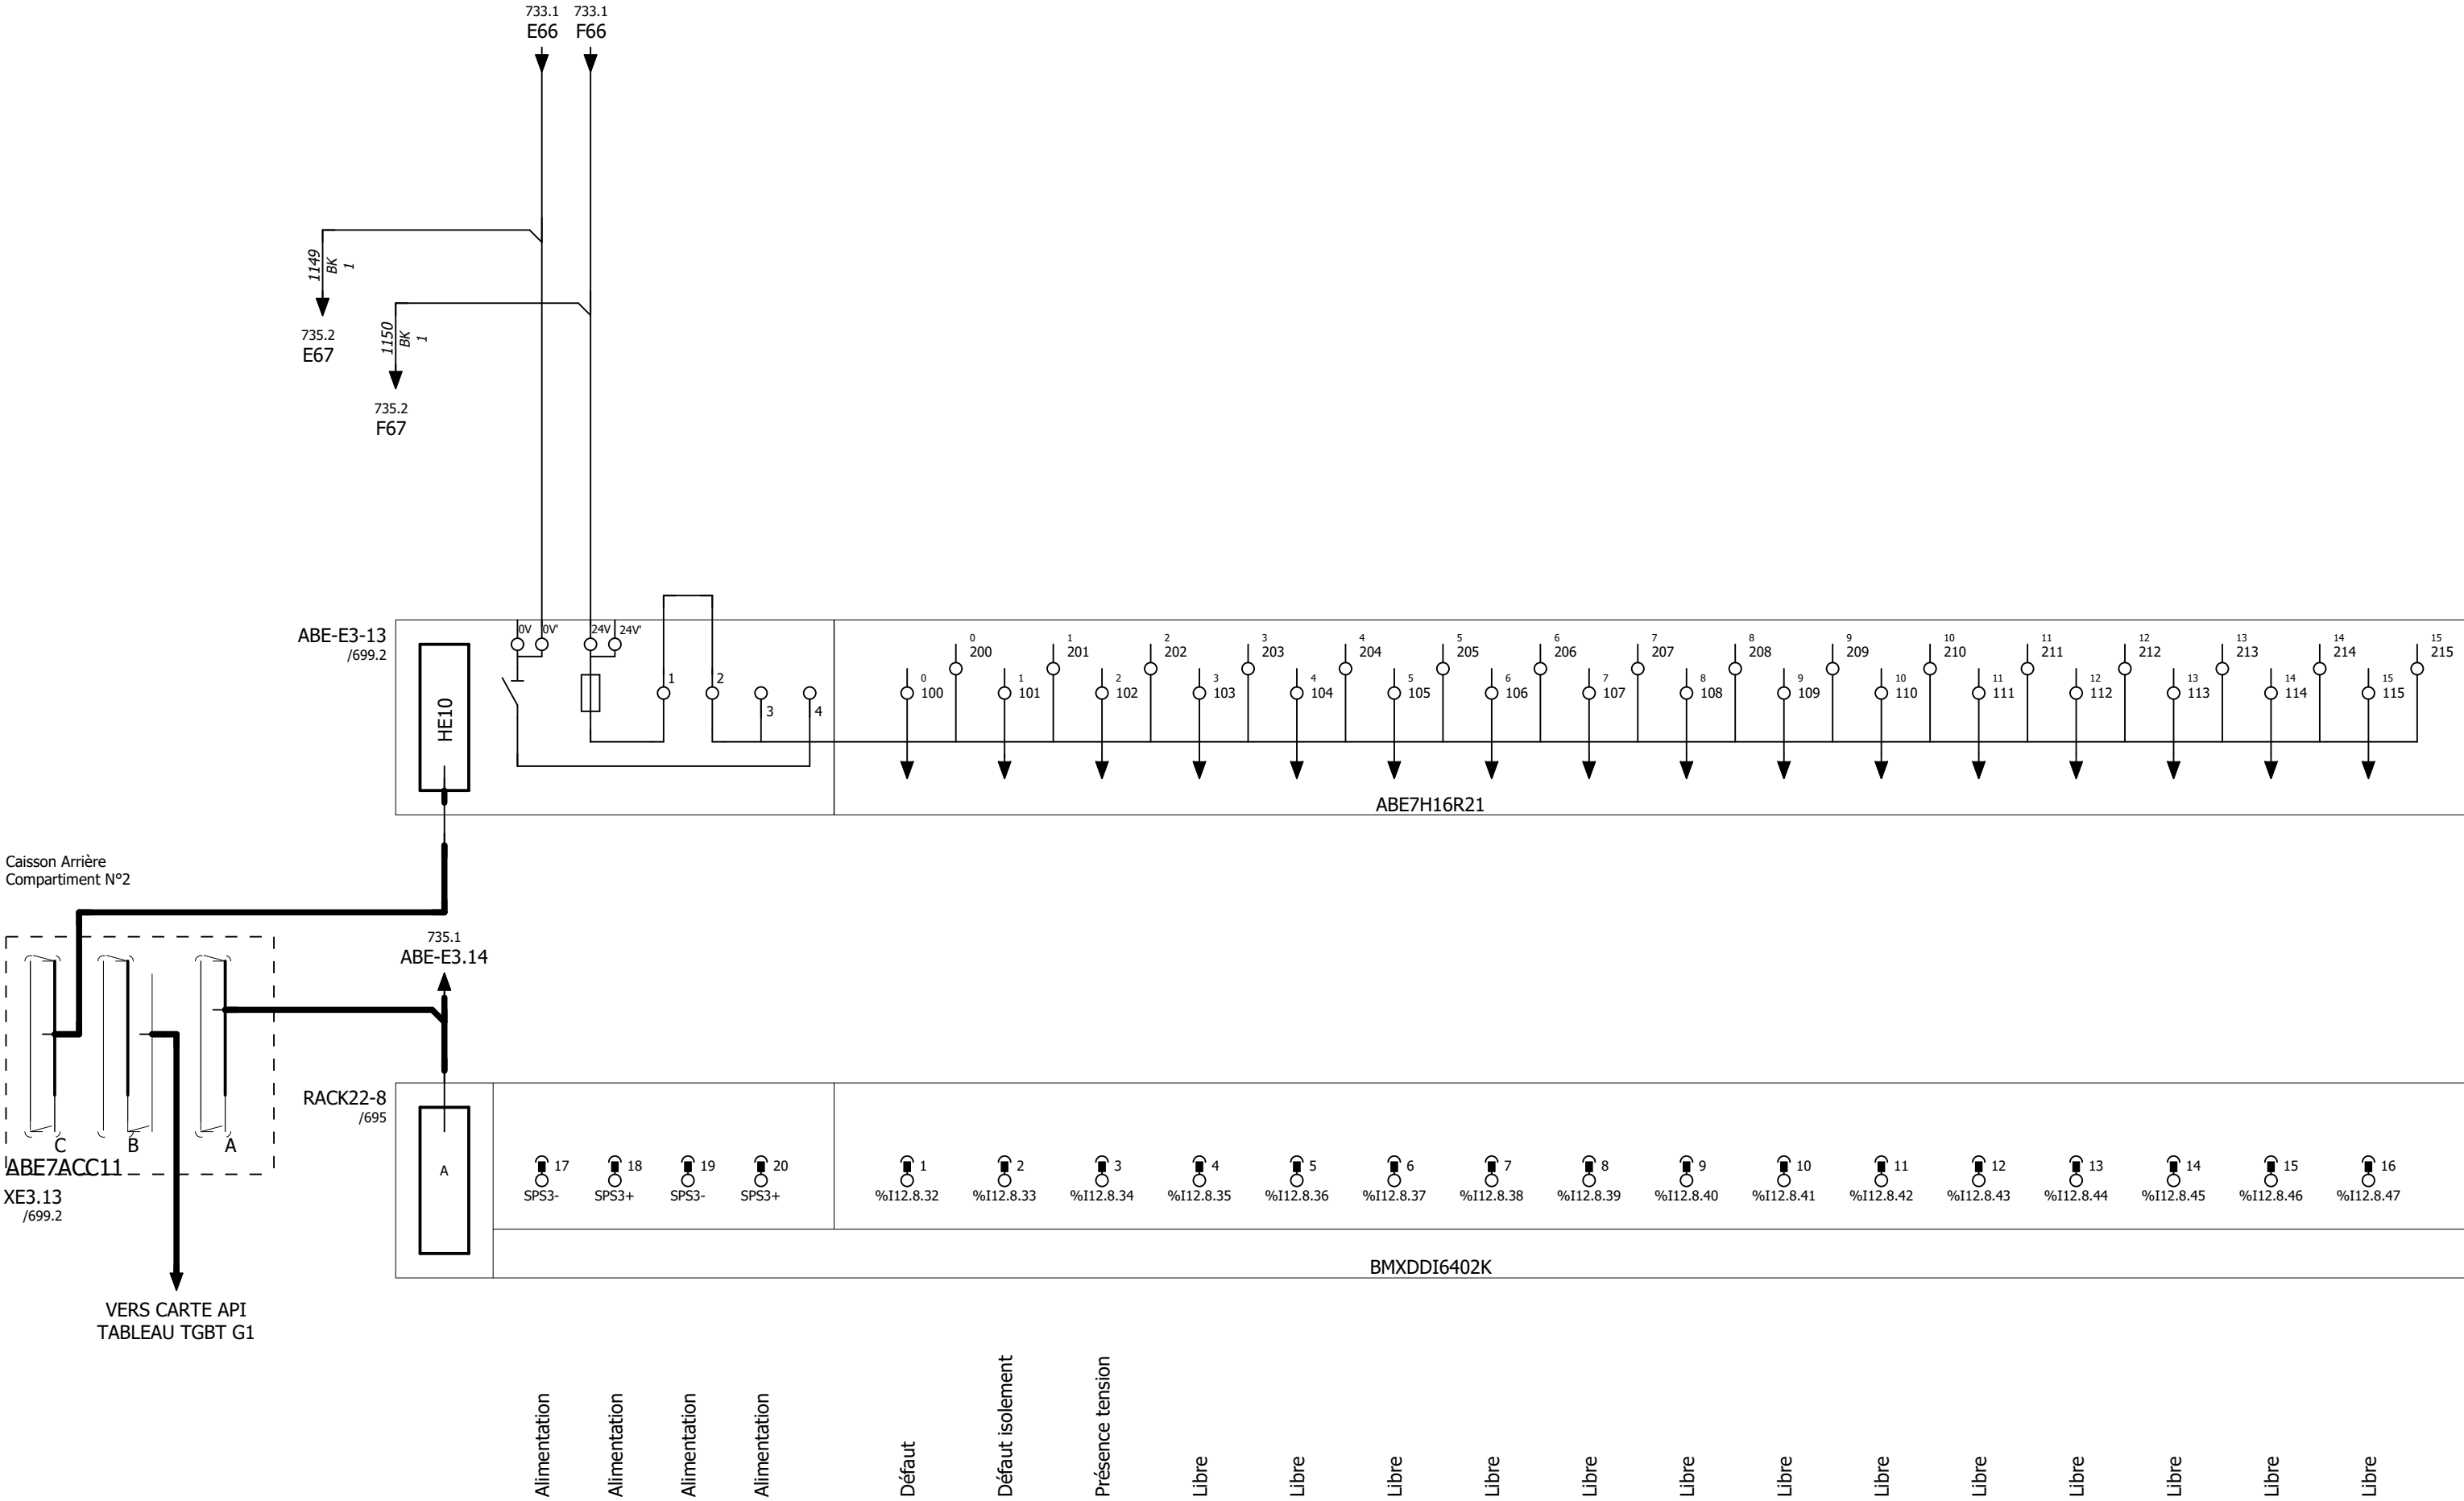 733.1 733.1
E66 F66
1149
BK
1
735.2
E67
1150
BK
1
735.2
F67
ABE-E3-13
/699.2
HE10
0V 0V' 24V 24V'
1 2 3 4
0 1 2 3 4 5 6 7 8 9 10 11 12 13 14 15
200 201 202 203 204 205 206 207 208 209 210 211 212 213 214 215
0 1 2 3 4 5 6 7 8 9 10 11 12 13 14 15
100 101 102 103 104 105 106 107 108 109 110 111 112 113 114 115
ABE7H16R21
Caisson Arrière
Compartiment N°2
735.1
ABE-E3.14
C B A
ABE7ACC11
XE3.13
/699.2
RACK22-8
/695
A
17 18 19 20 1 2 3 4 5 6 7 8 9 10 11 12 13 14 15 16
SPS3- SPS3+ SPS3- SPS3+ %I12.8.32 %I12.8.33 %I12.8.34 %I12.8.35 %I12.8.36 %I12.8.37 %I12.8.38 %I12.8.39 %I12.8.40 %I12.8.41 %I12.8.42 %I12.8.43 %I12.8.44 %I12.8.45 %I12.8.46 %I12.8.47
BMXDDI6402K
VERS CARTE API
TABLEAU TGBT G1
Alimentation
Alimentation
Alimentation
Alimentation
Défaut
Défaut isolement
Présence tension
Libre
Libre
Libre
Libre
Libre
Libre
Libre
Libre
Libre
Libre
Libre
Libre
Libre